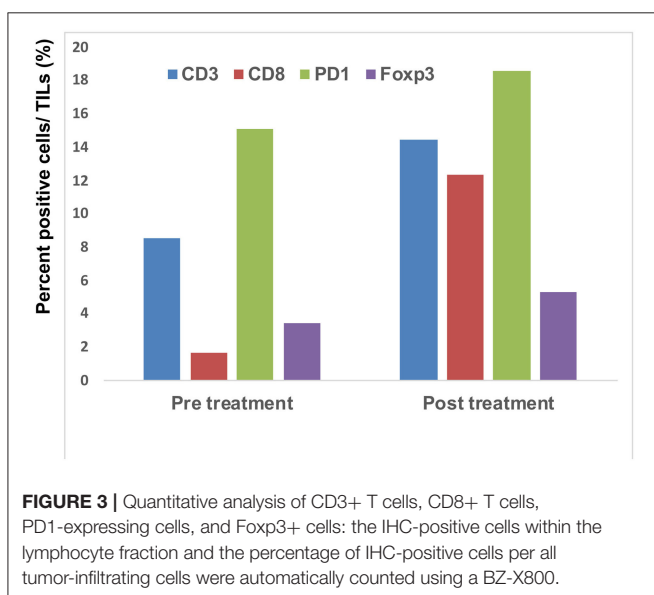 20
18
16
14
12
10
8
6
4
2
0
Percent positive cells/ TILs (%)
CD3 CD8 PD1 Foxp3
Pre treatment Post treatment
FIGURE 3 | Quantitative analysis of CD3+ T cells, CD8+ T cells,
PD1-expressing cells, and Foxp3+ cells: the IHC-positive cells within the
lymphocyte fraction and the percentage of IHC-positive cells per all
tumor-infiltrating cells were automatically counted using a BZ-X800.